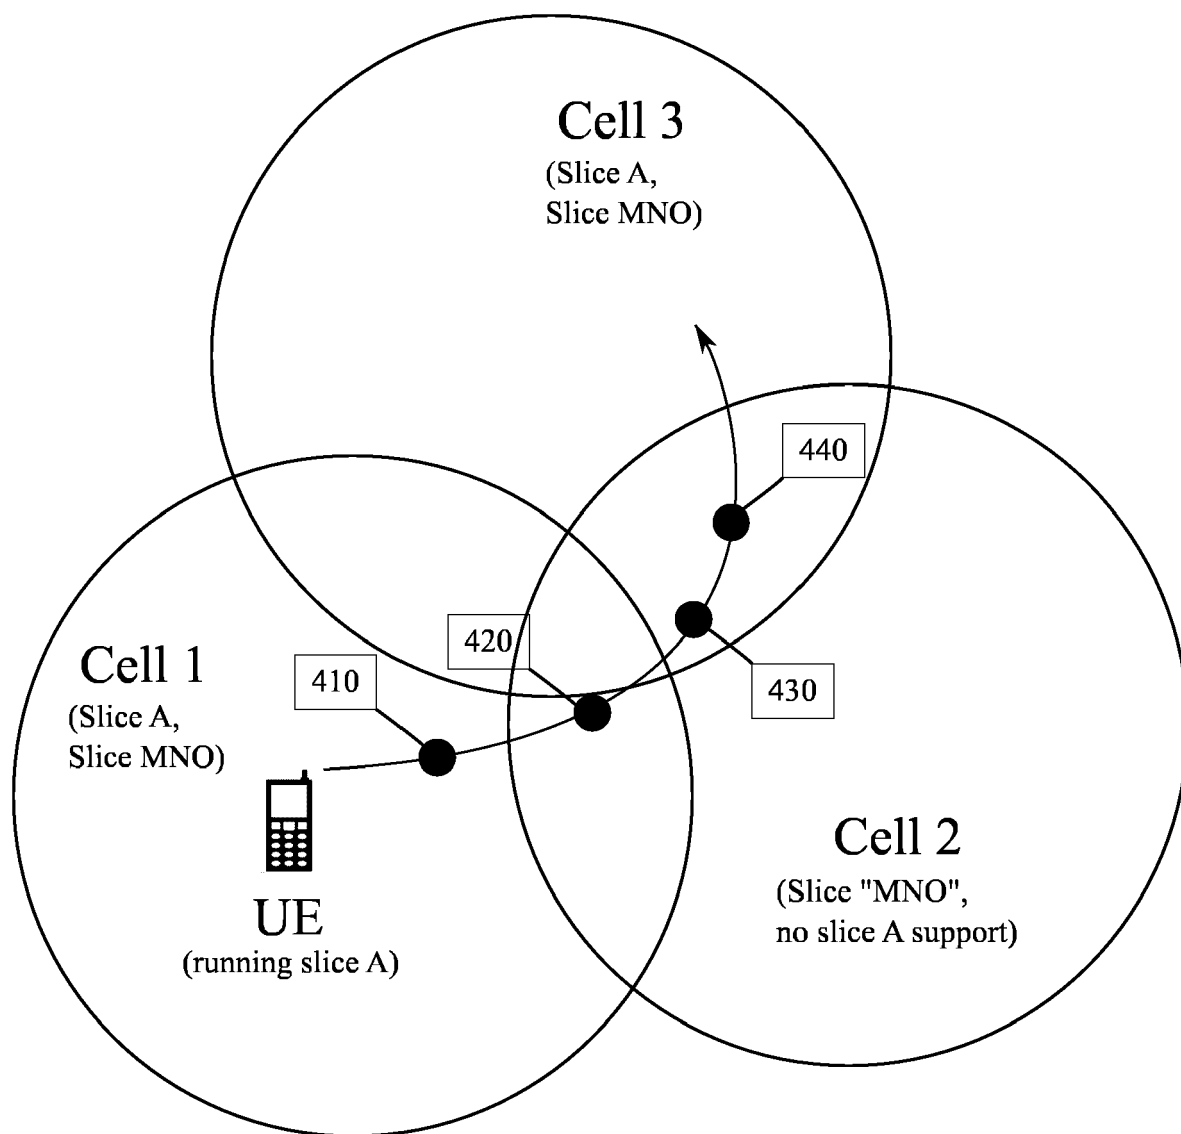 Cell 3
(Slice A,
Slice MNO)
440
420
430
410
Cell 1
(Slice A,
Slice MNO)
Cell 2
(Slice "MNO",
no slice A support)
UE
(running slice A)